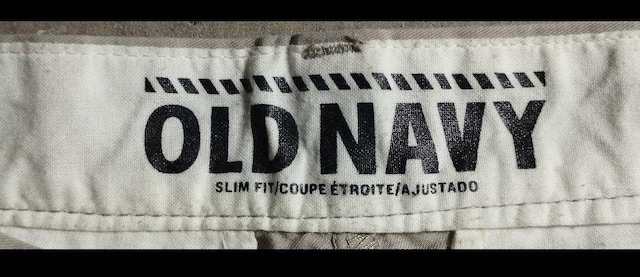 OLD NAVY
SLIM FIT/COUPE ÉTROITE/AJUSTADO